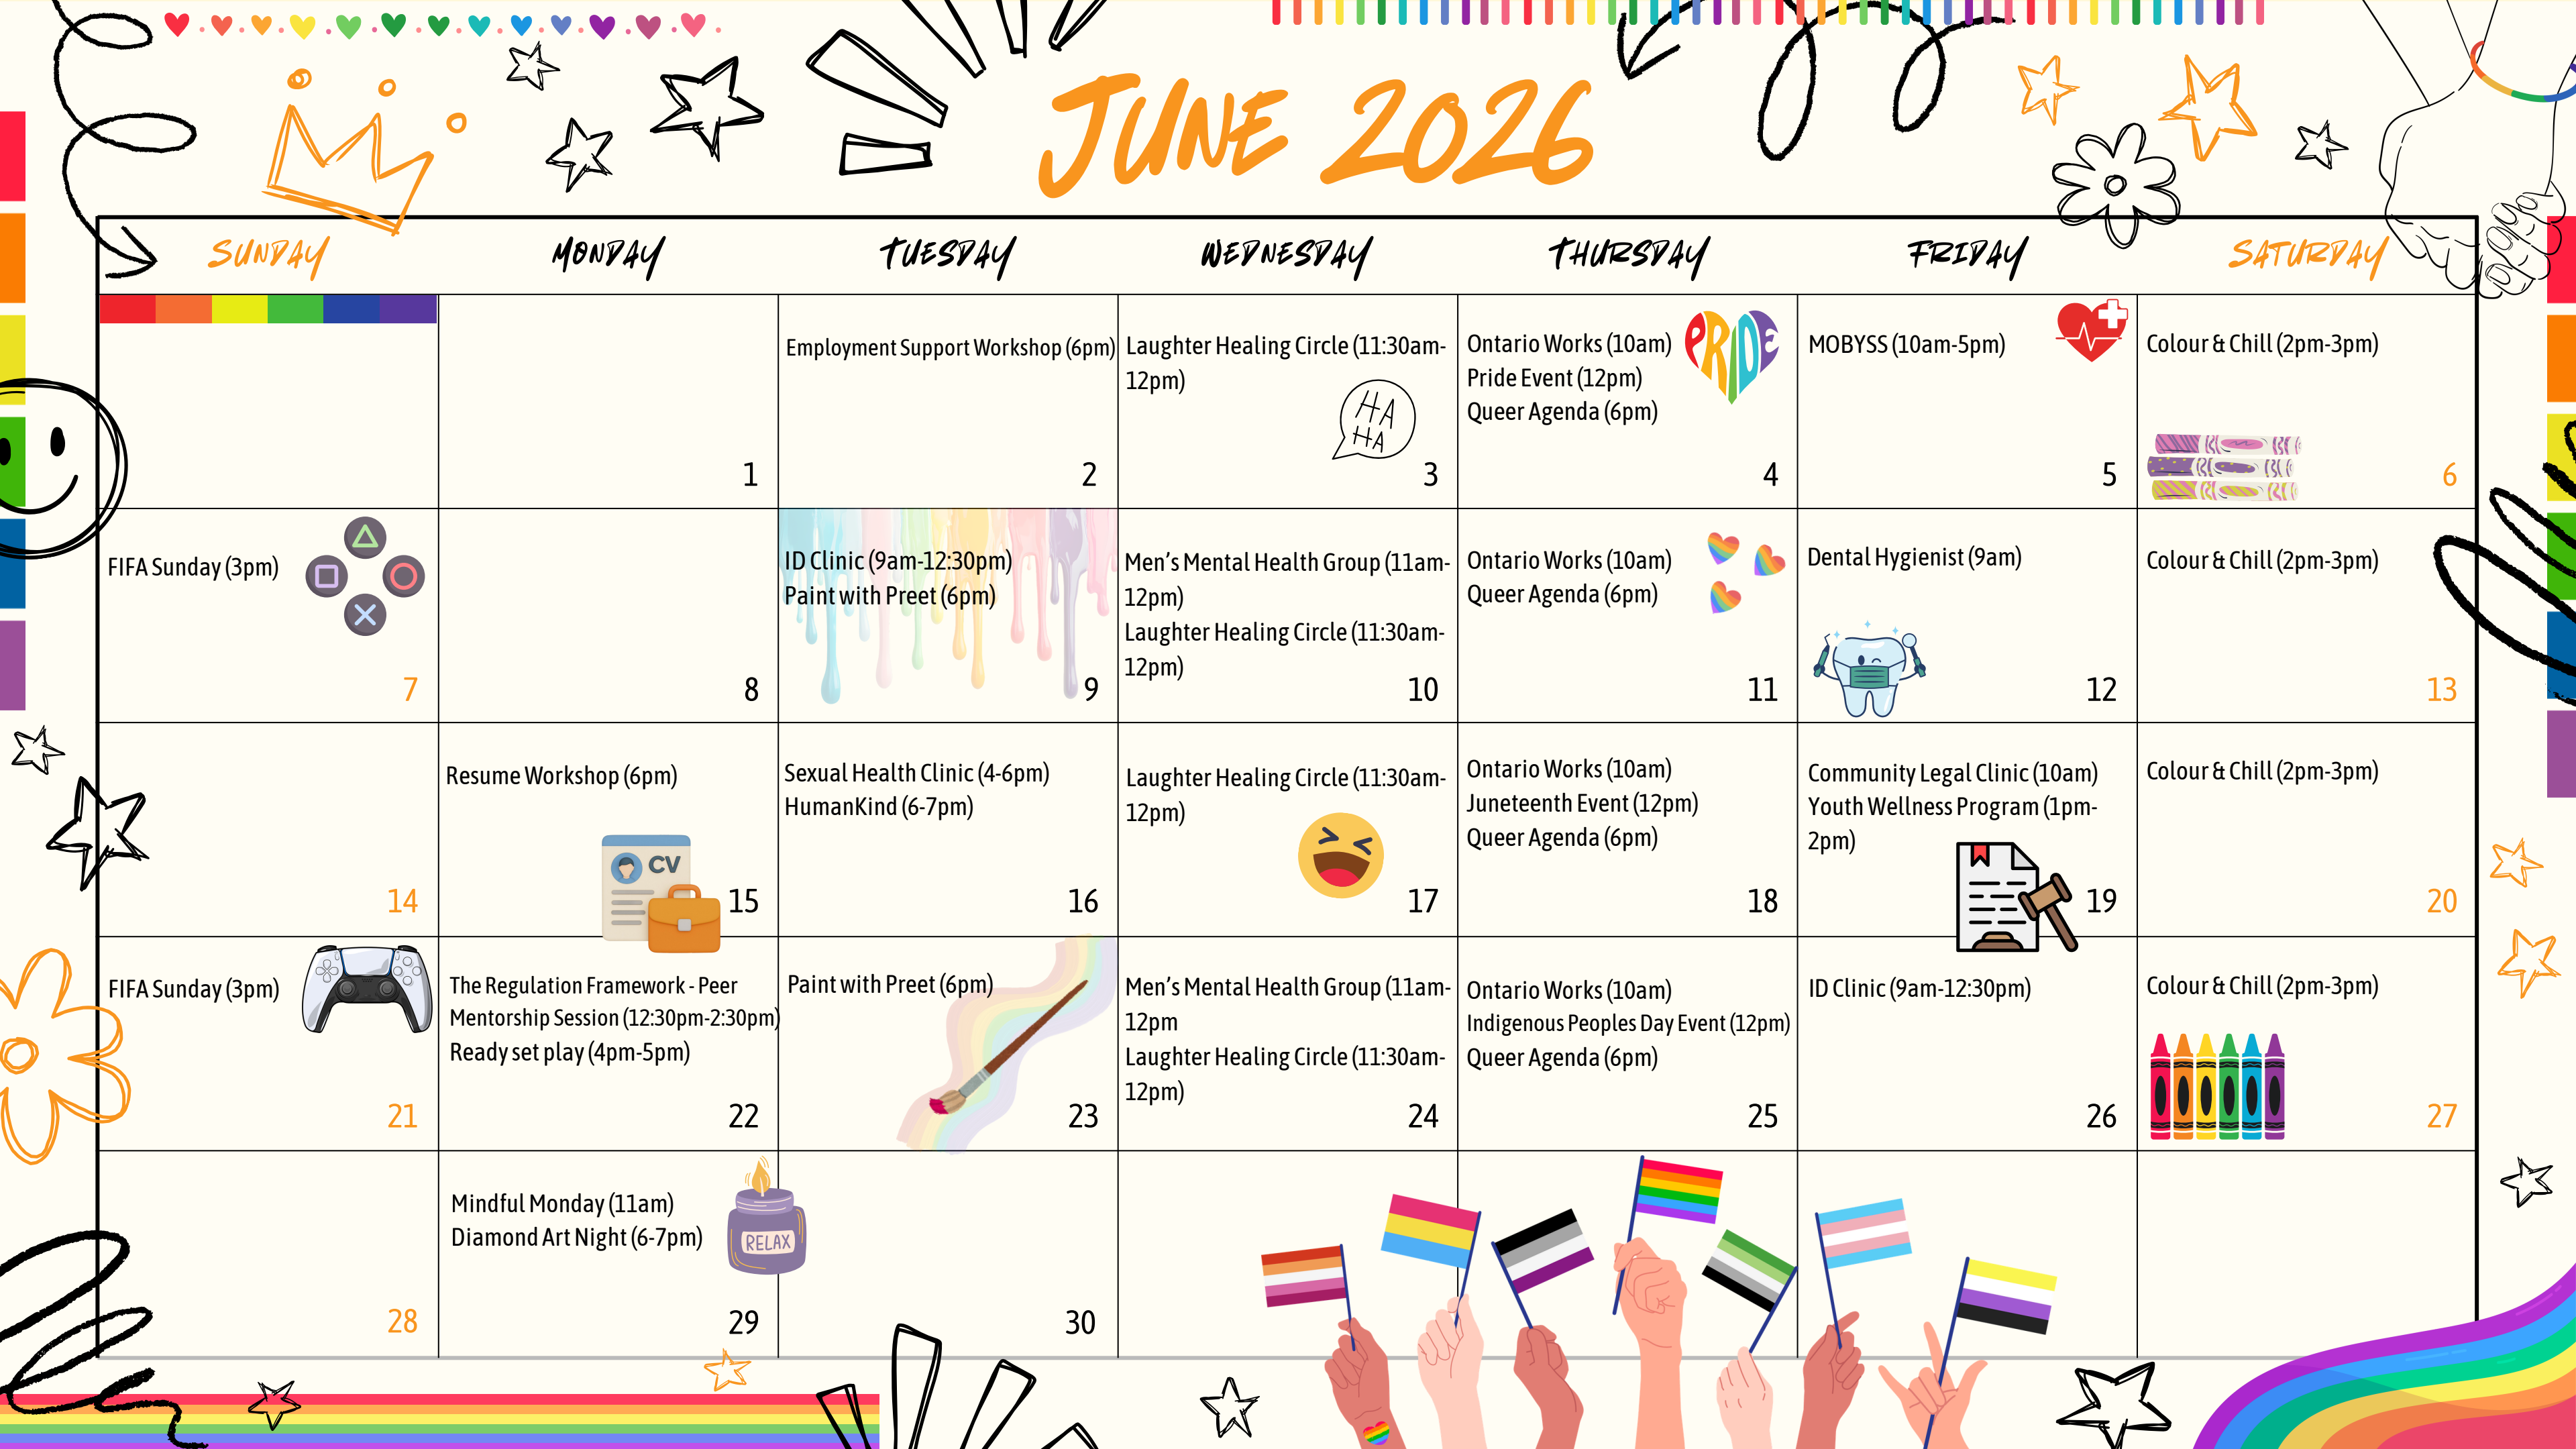 JUNE 2026
SUNDAY MONDAY TUESDAY WEDNESDAY THURSDAY FRIDAY SATURDAY
1
Employment Support Workshop (6pm)
2
Laughter Healing Circle (11:30am-
12pm)
HA
HA
3
Ontario Works (10am)
Pride Event (12pm)
Queer Agenda (6pm)
PRIDE
4
MOBYSS (10am-5pm)
5
Colour & Chill (2pm-3pm)
6
FIFA Sunday (3pm)
7
8
ID Clinic (9am-12:30pm)
Paint with Preet (6pm)
9
Men's Mental Health Group (11am-
12pm)
Laughter Healing Circle (11:30am-
12pm)
10
Ontario Works (10am)
Queer Agenda (6pm)
11
Dental Hygienist (9am)
12
Colour & Chill (2pm-3pm)
13
14
Resume Workshop (6pm)
CV
15
Sexual Health Clinic (4-6pm)
HumanKind (6-7pm)
16
Laughter Healing Circle (11:30am-
12pm)
17
Ontario Works (10am)
Juneteenth Event (12pm)
Queer Agenda (6pm)
18
Community Legal Clinic (10am)
Youth Wellness Program (1pm-
2pm)
19
Colour & Chill (2pm-3pm)
20
FIFA Sunday (3pm)
21
The Regulation Framework - Peer
Mentorship Session (12:30pm-2:30pm)
Ready set play (4pm-5pm)
22
Paint with Preet (6pm)
23
Men's Mental Health Group (11am-
12pm
Laughter Healing Circle (11:30am-
12pm)
24
Ontario Works (10am)
Indigenous Peoples Day Event (12pm)
Queer Agenda (6pm)
25
ID Clinic (9am-12:30pm)
26
Colour & Chill (2pm-3pm)
27
28
Mindful Monday (11am)
Diamond Art Night (6-7pm)
RELAX
29
30